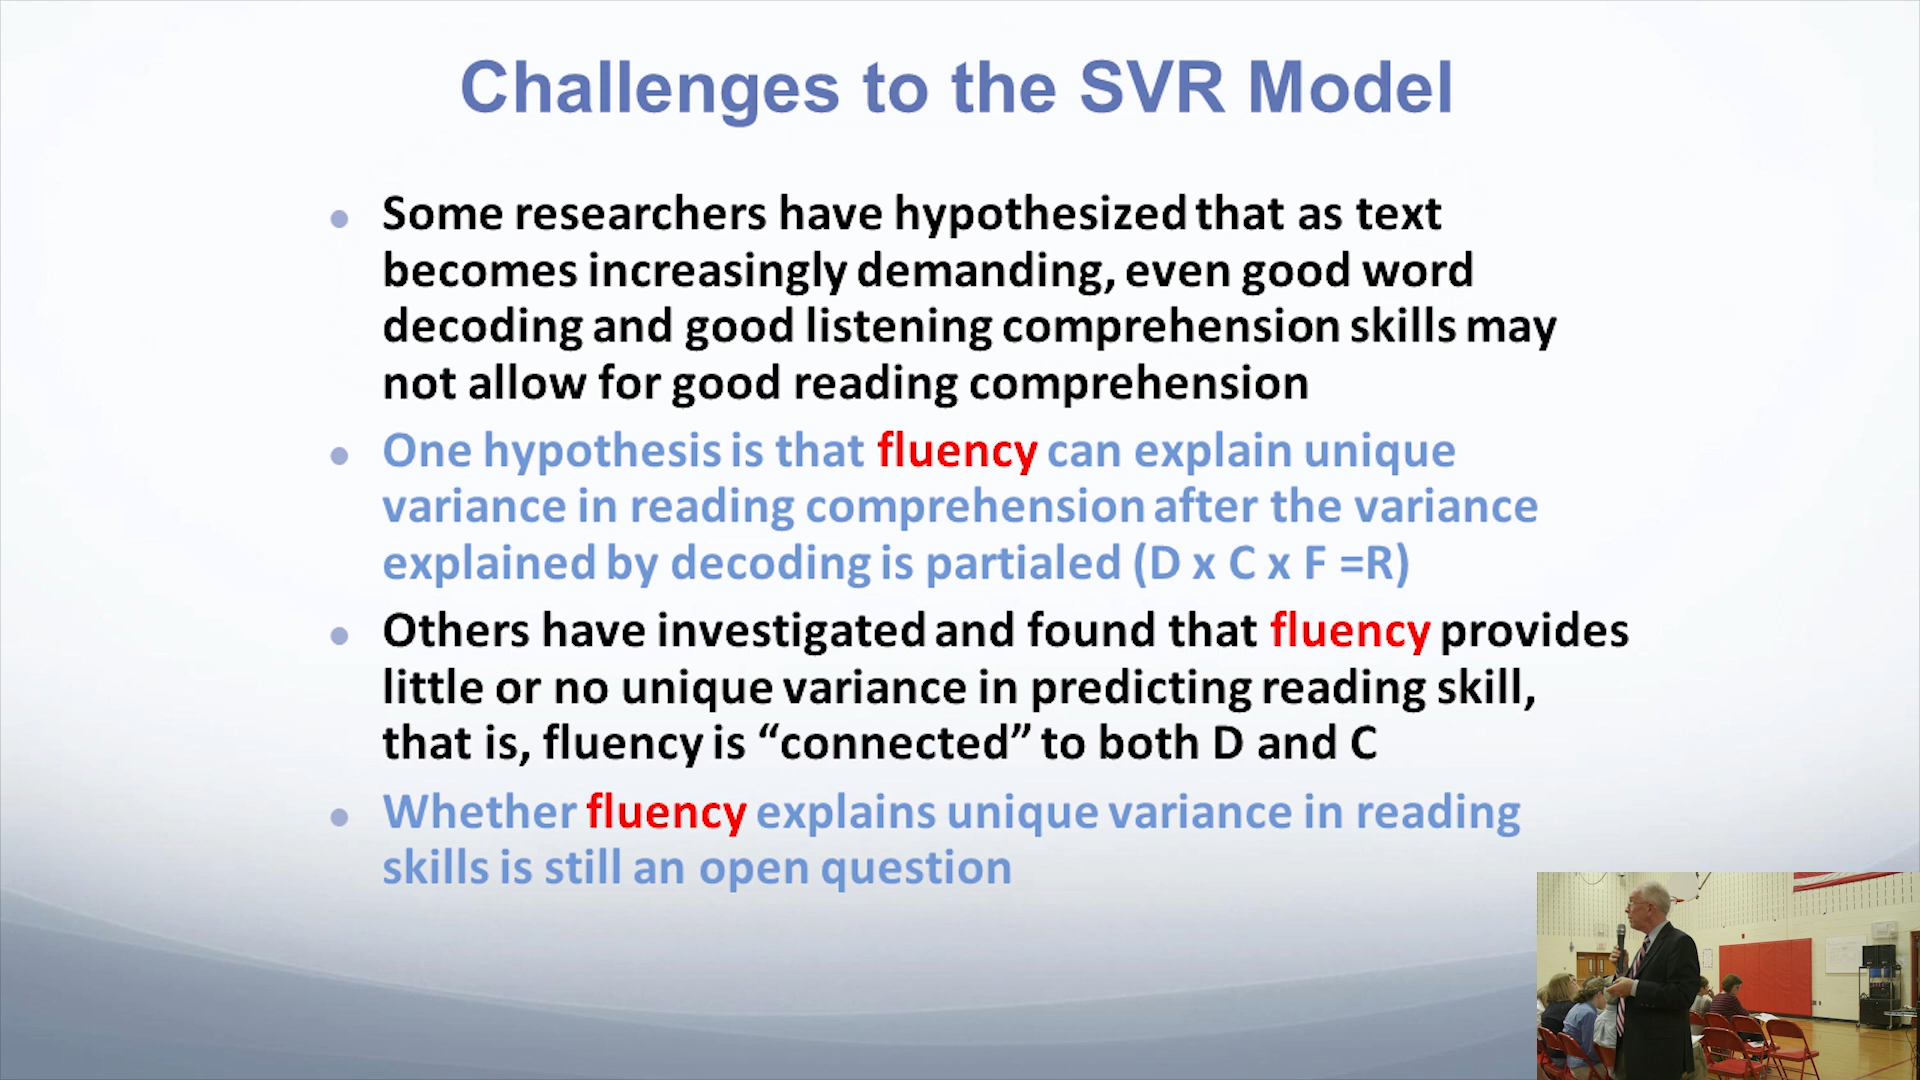 Challenges to the SVR Model
Some researchers have hypothesized that as text
becomes increasingly demanding, even good word
decoding and good listening comprehension skills may
not allow for good reading comprehension
One hypothesis is that fluency can explain unique
variance in reading comprehension after the variance
explained by decoding is partialed (D x C x F =R)
Others have investigated and found that fluency provides
little or no unique variance in predicting reading skill,
that is, fluency is “connected” to both D and C
Whether fluency explains unique variance in reading
skills is still an open question